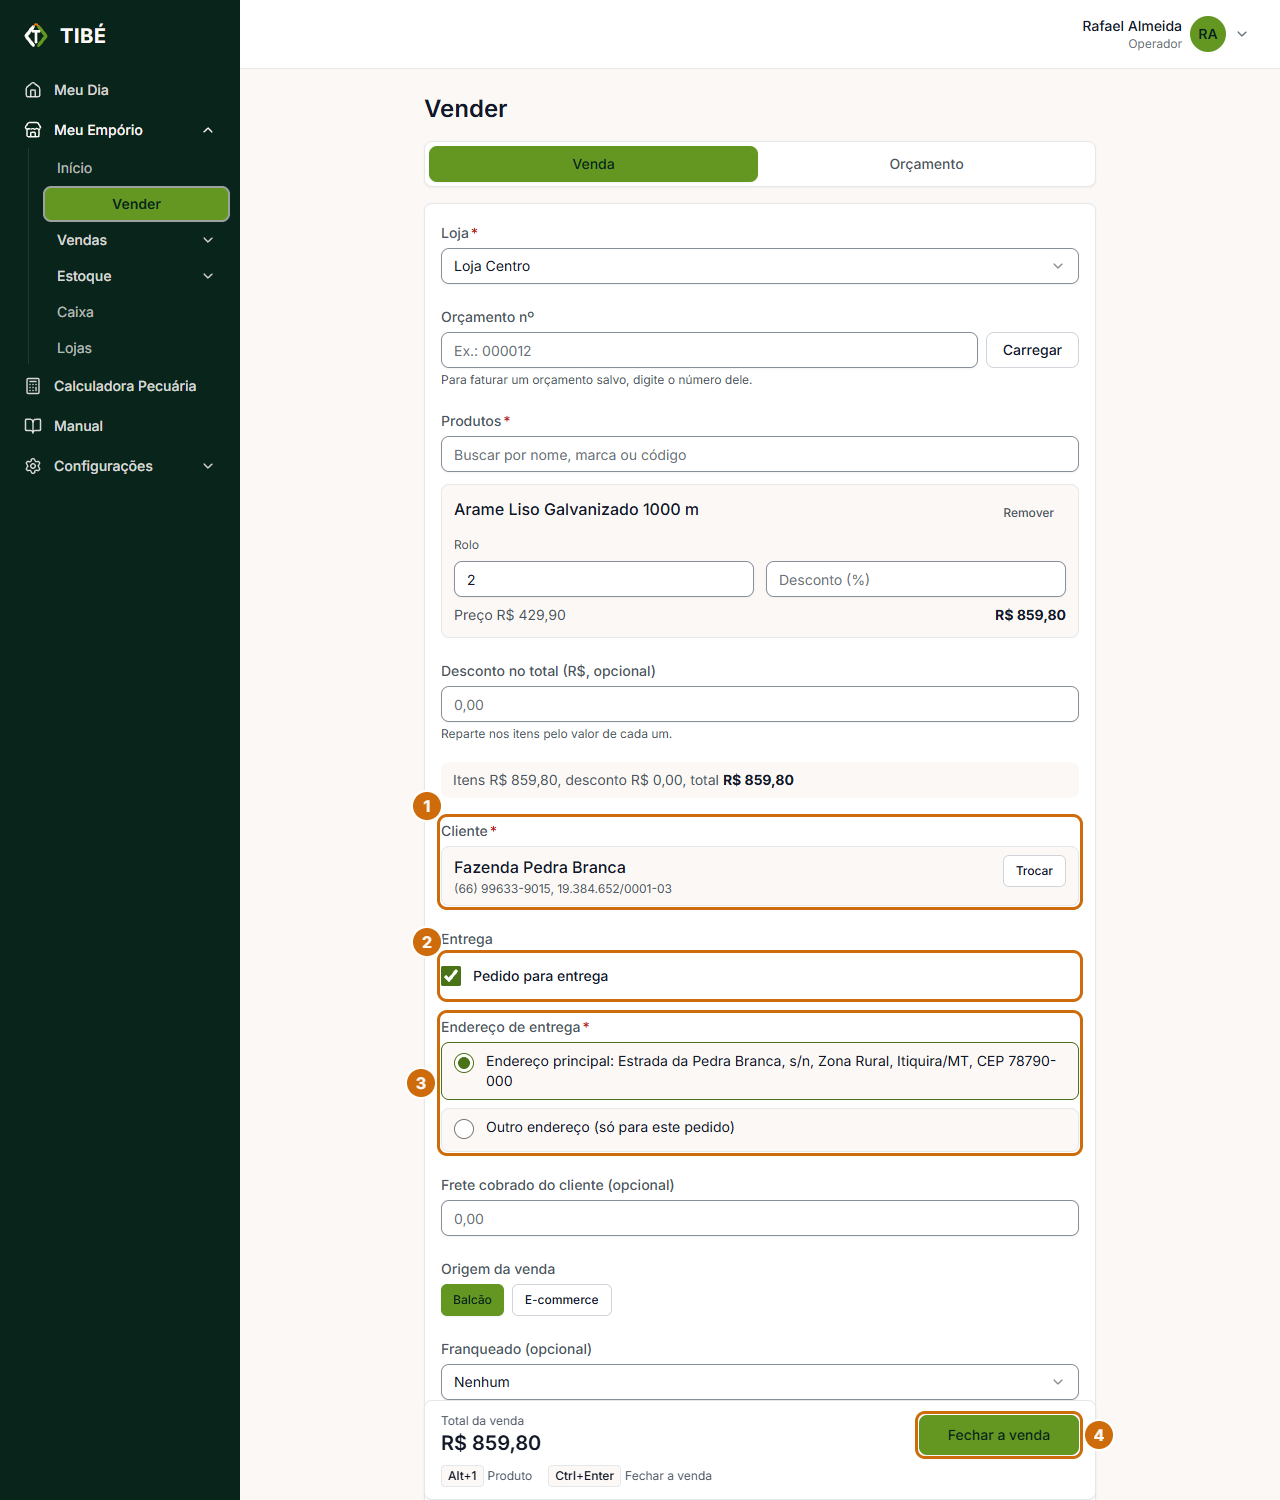 TIBÉ
Rafael Almeida
Operador
RA
Meu Dia
Meu Empório
Início
Vender
Vendas
Estoque
Caixa
Lojas
Calculadora Pecuária
Manual
Configurações
Vender
Venda
Orçamento
Loja*
Loja Centro
Orçamento nº
Ex.: 000012
Carregar
Para faturar um orçamento salvo, digite o número dele.
Produtos*
Buscar por nome, marca ou código
Arame Liso Galvanizado 1000 m
Remover
Rolo
2
Desconto (%)
Preço R$ 429,90
R$ 859,80
Desconto no total (R$, opcional)
0,00
Reparte nos itens pelo valor de cada um.
Itens R$ 859,80, desconto R$ 0,00, total R$ 859,80
1
Cliente*
Fazenda Pedra Branca
(66) 99633-9015, 19.384.652/0001-03
Trocar
2
Entrega
Pedido para entrega
Endereço de entrega*
3
Endereço principal: Estrada da Pedra Branca, s/n, Zona Rural, Itiquira/MT, CEP 78790-
000
Outro endereço (só para este pedido)
Frete cobrado do cliente (opcional)
0,00
Origem da venda
Balcão
E-commerce
Franqueado (opcional)
Nenhum
Total da venda
R$ 859,80
Fechar a venda
4
Alt+1 Produto
Ctrl+Enter Fechar a venda